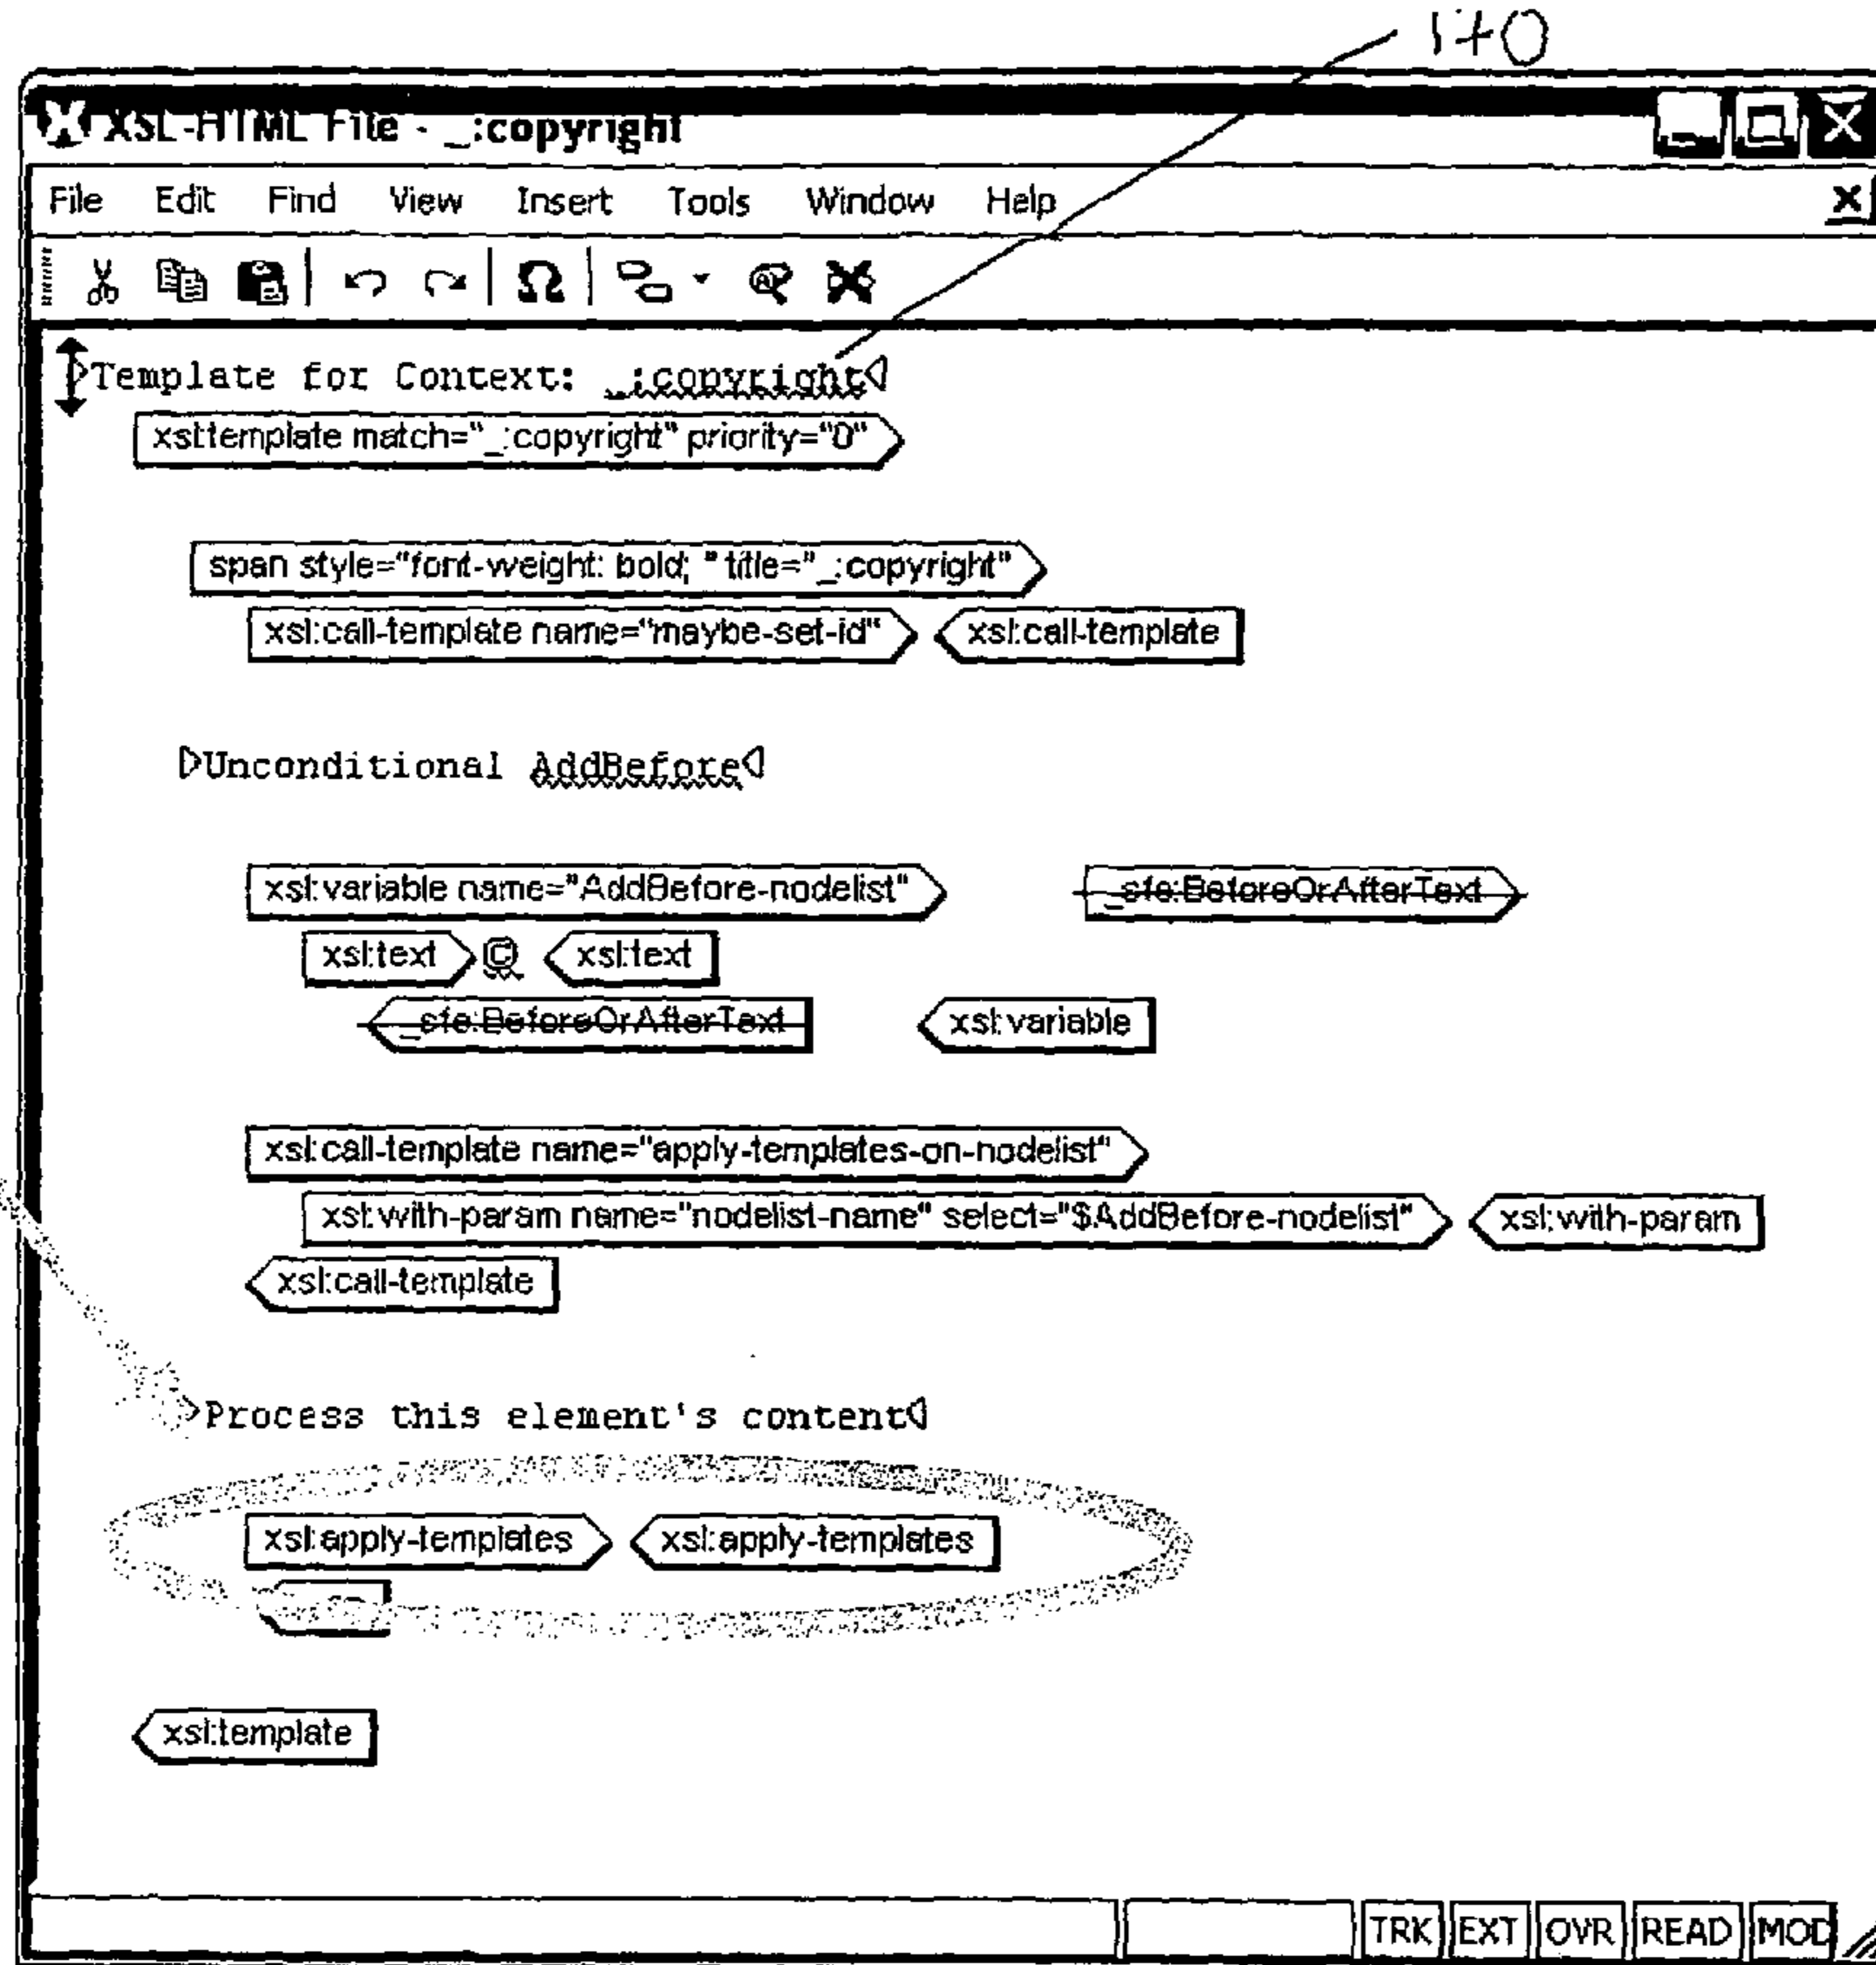 170
XSL-HTML File - _:copyright
File Edit Find View Insert Tools Window Help
Template for Context: _:copyright
xsl:template match="_:copyright" priority="0"
span style="font-weight: bold; " title="_:copyright"
xsl:call-template name="maybe-set-id" xsl:call-template
Unconditional AddBefore
xsl:variable name="AddBefore-nodelist" _sfe:BeforeOrAfterText
xsl:text © xsl:text
_sfe:BeforeOrAfterText xsl:variable
xsl:call-template name="apply-templates-on-nodelist"
xsl:with-param name="nodelist-name" select="$AddBefore-nodelist" xsl:with-param
xsl:call-template
Process this element's content
xsl:apply-templates xsl:apply-templates
xsl:template
TRK EXT OVR READ MOD